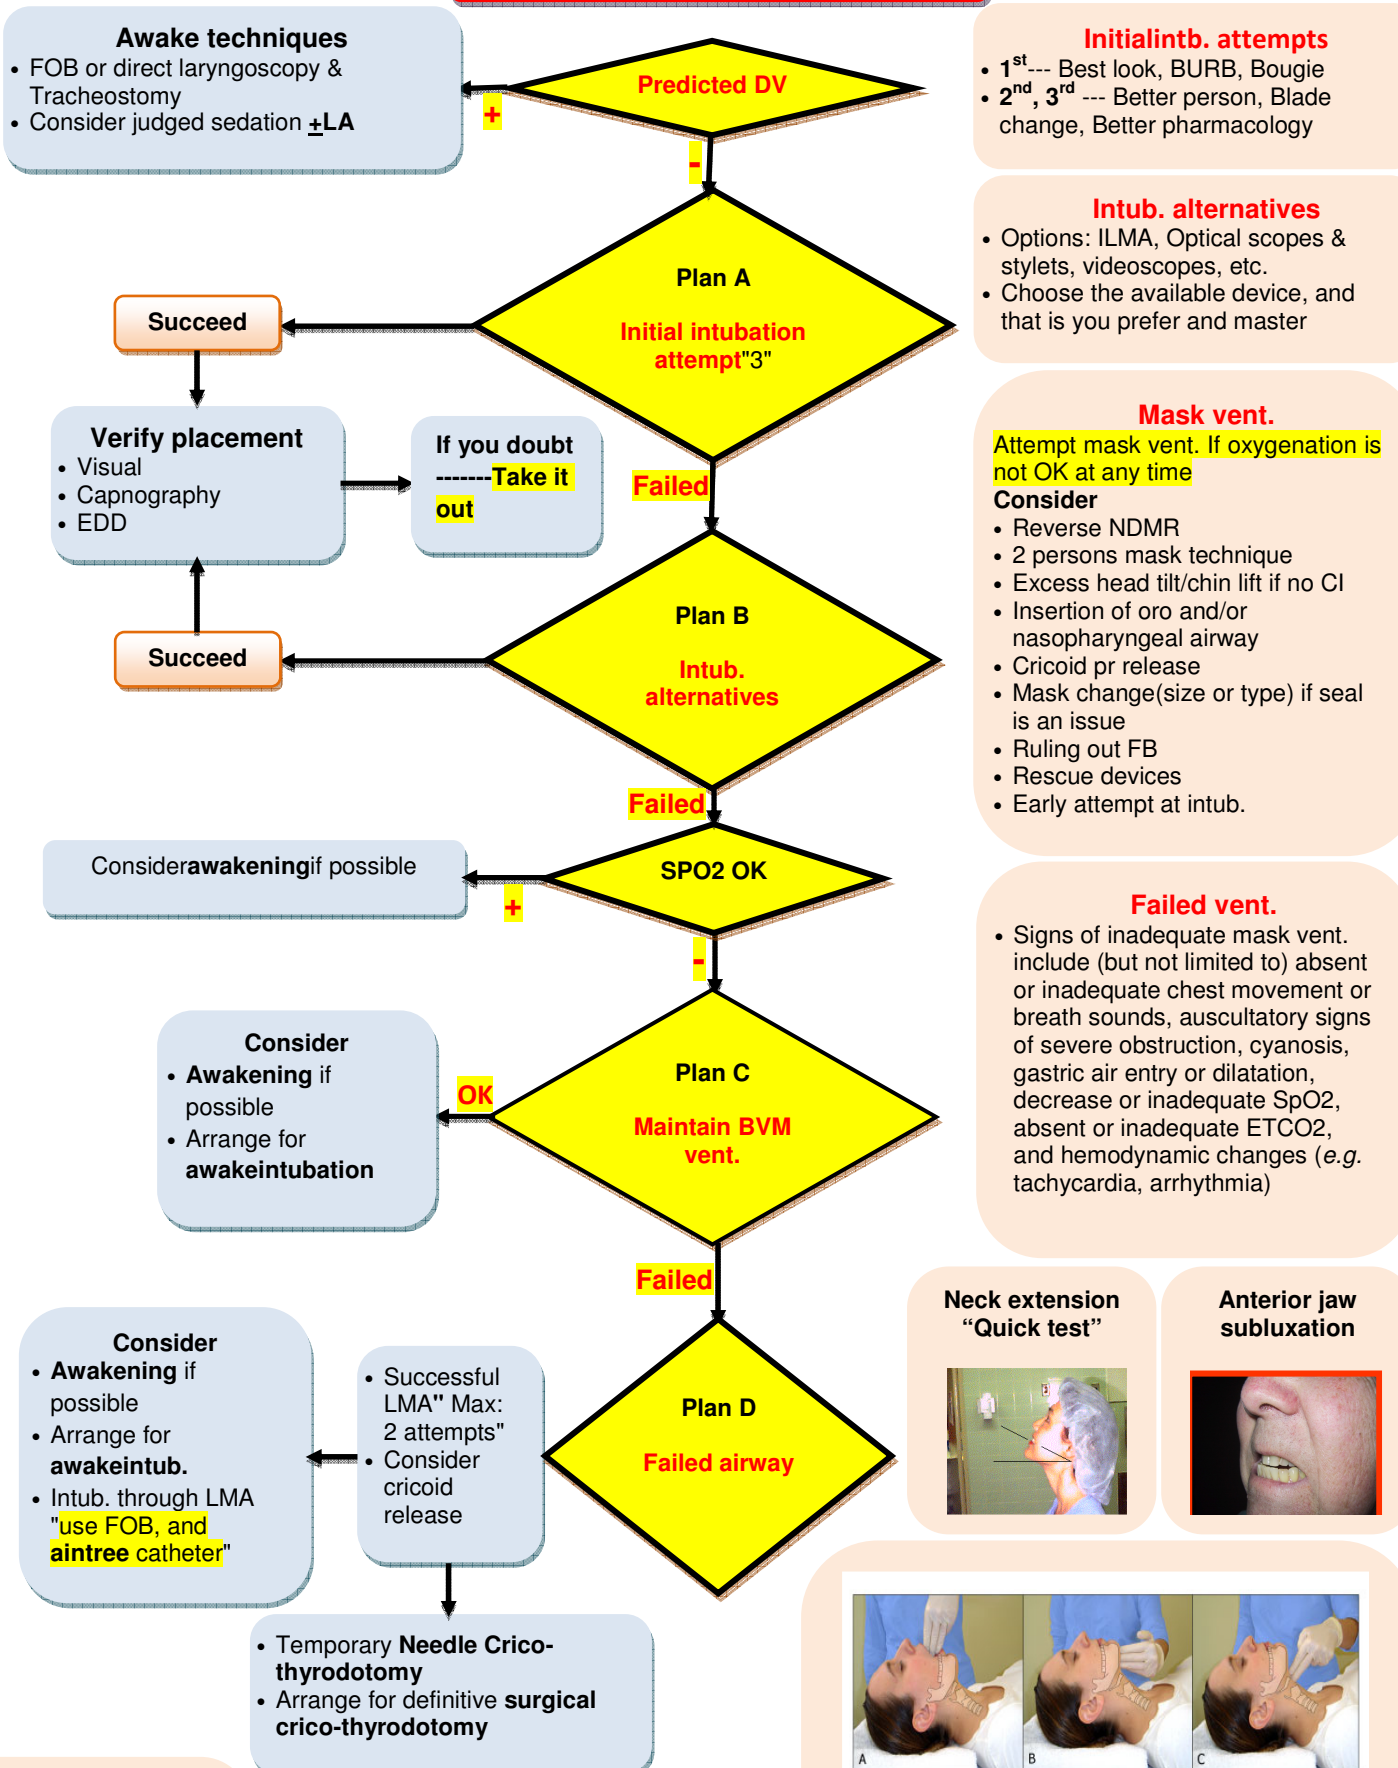 Awake techniques
• FOB or direct laryngoscopy &
Tracheostomy
• Consider judged sedation +LA
Predicted DV
+
-
Initialintb. attempts
• 1st--- Best look, BURB, Bougie
• 2nd, 3rd --- Better person, Blade
change, Better pharmacology
Intub. alternatives
• Options: ILMA, Optical scopes &
stylets, videoscopes, etc.
• Choose the available device, and
that is you prefer and master
Plan A
Initial intubation
attempt"3"
Succeed
Verify placement
• Visual
• Capnography
• EDD
If you doubt
-------Take it
out
Failed
Mask vent.
Attempt mask vent. If oxygenation is
not OK at any time
Consider
• Reverse NDMR
• 2 persons mask technique
• Excess head tilt/chin lift if no CI
• Insertion of oro and/or
nasopharyngeal airway
• Cricoid pr release
• Mask change(size or type) if seal
is an issue
• Ruling out FB
• Rescue devices
• Early attempt at intub.
Plan B
Intub.
alternatives
Succeed
Failed
SPO2 OK
Considerawakeningif possible
+
-
Failed vent.
• Signs of inadequate mask vent.
include (but not limited to) absent
or inadequate chest movement or
breath sounds, auscultatory signs
of severe obstruction, cyanosis,
gastric air entry or dilatation,
decrease or inadequate SpO2,
absent or inadequate ETCO2,
and hemodynamic changes (e.g.
tachycardia, arrhythmia)
Plan C
Maintain BVM
vent.
OK
Consider
• Awakening if
possible
• Arrange for
awakeintubation
Failed
Neck extension
“Quick test”
Anterior jaw
subluxation
Plan D
Failed airway
• Successful
LMA" Max:
2 attempts"
• Consider
cricoid
release
Consider
• Awakening if
possible
• Arrange for
awakeintub.
• Intub. through LMA
"use FOB, and
aintree catheter"
• Temporary Needle Crico-
thyrodotomy
• Arrange for definitive surgical
crico-thyrodotomy
A
B
C